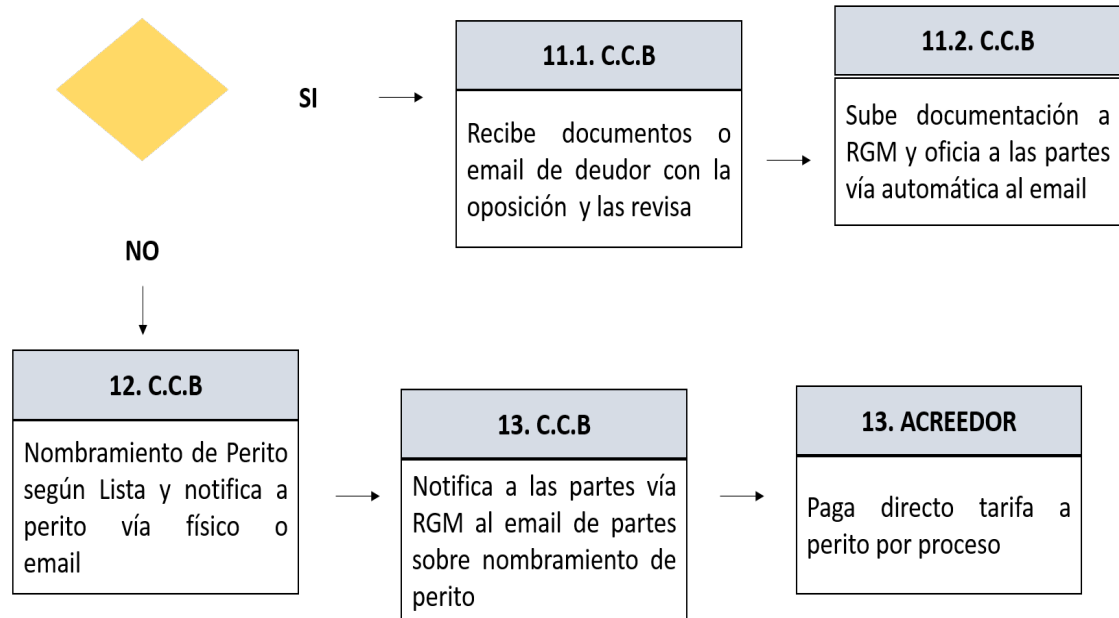 SI
11.1. C.C.B
Recibe documentos o
email de deudor con la
oposición y las revisa
11.2. C.C.B
Sube documentación a
RGM y oficia a las partes
vía automática al email
NO
12. C.C.B
Nombramiento de Perito
según Lista y notifica a
perito vía físico o
email
13. C.C.B
Notifica a las partes vía
RGM al email de partes
sobre nombramiento de
perito
13. ACREEDOR
Paga directo tarifa a
perito por proceso